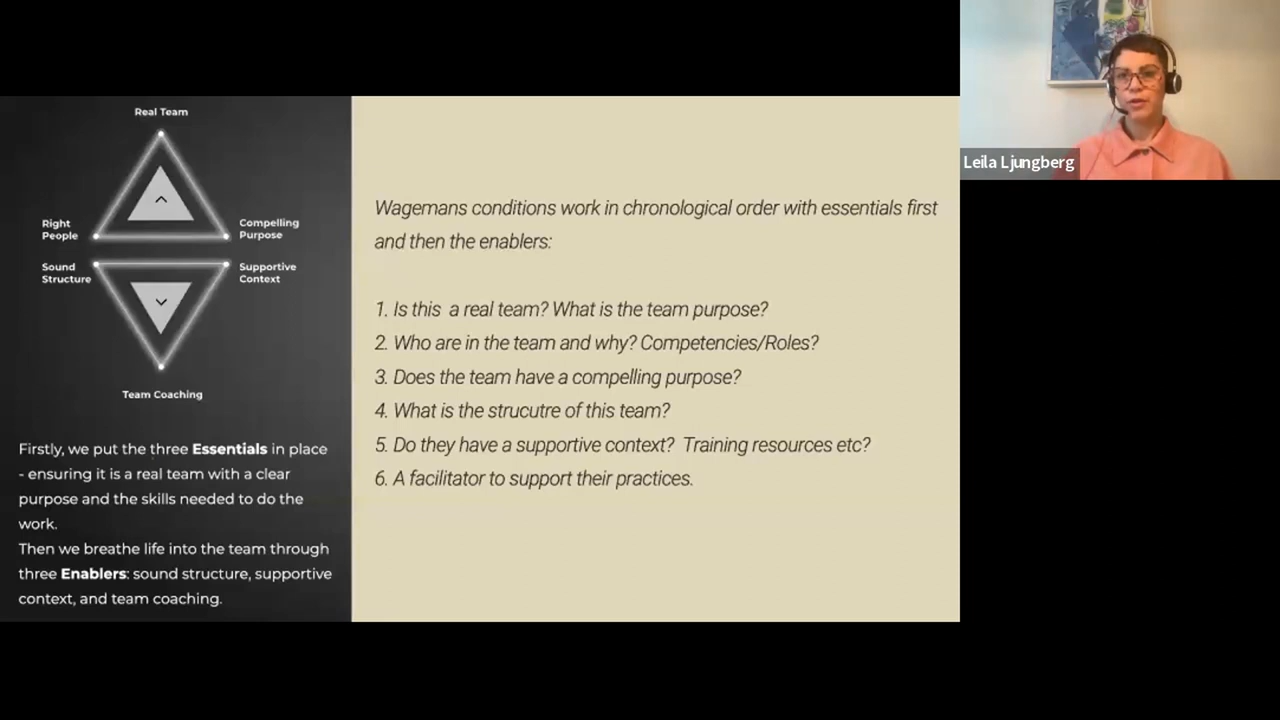 Real Team
Right
People
Compelling
Purpose
Sound
Structure
Supportive
Context
Team Coaching
Firstly, we put the three Essentials in place
- ensuring it is a real team with a clear
purpose and the skills needed to do the
work.
Then we breathe life into the team through
three Enablers: sound structure, supportive
context, and team coaching.
Wagemans conditions work in chronological order with essentials first
and then the enablers:
1. Is this a real team? What is the team purpose?
2. Who are in the team and why? Competencies/Roles?
3. Does the team have a compelling purpose?
4. What is the strucutre of this team?
5. Do they have a supportive context? Training resources etc?
6. A facilitator to support their practices.
Leila Ljungberg